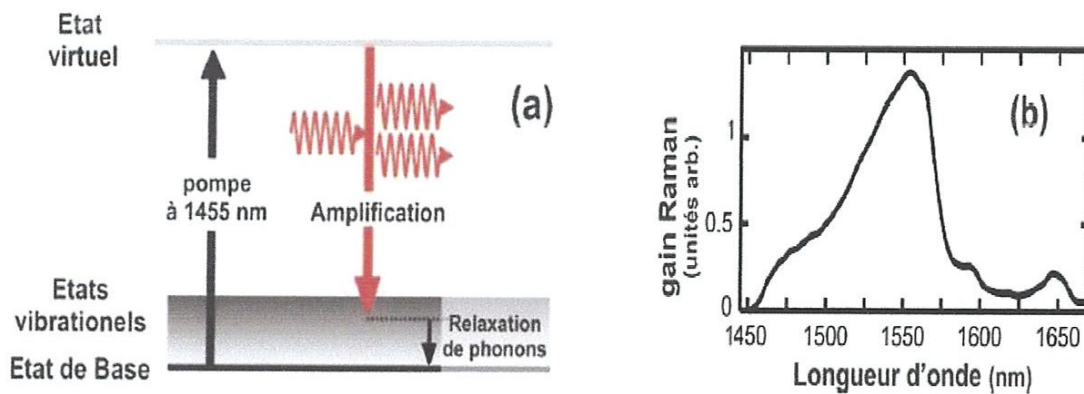 Etat
virtuel
(a)
pompe
à 1455 nm
Amplification
Etats
vibrationels
Relaxation
de phonons
Etat de Base
(b)
gain Raman
(unités arb.)
1
0.5
0
1450 1500 1550 1600 1650
Longueur d'onde (nm)